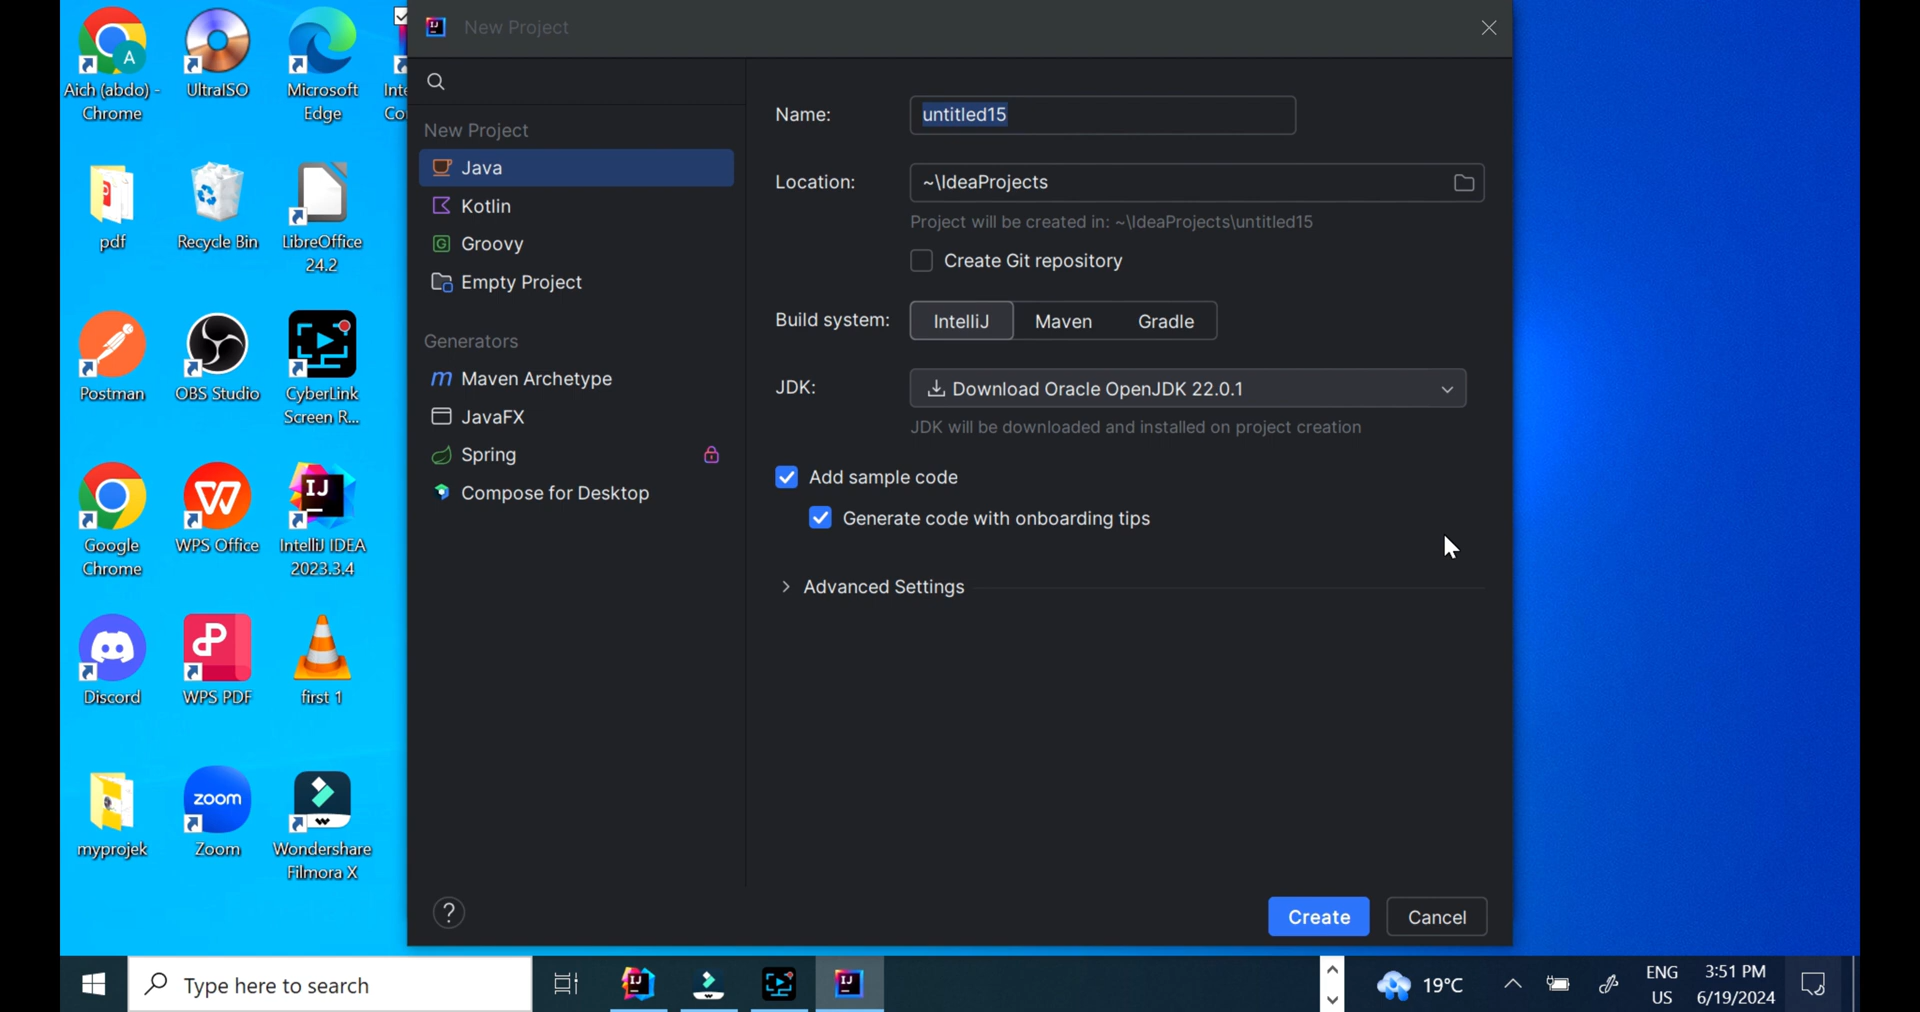 Aich (abdo) -
Chrome
UltraISO
Microsoft
Edge
pdf
Recycle Bin
LibreOffice
24.2
Postman
OBS Studio
CyberLink
Screen R...
Google
Chrome
WPS Office
IntelliJ IDEA
2023.3.4
Discord
WPS PDF
first 1
myprojek
zoom
Zoom
Wondershare
Filmora X
New Project
New Project
Java
Kotlin
Groovy
Empty Project
Generators
Maven Archetype
JavaFX
Spring
Compose for Desktop
Name:
untitled15
Location:
~\IdeaProjects
Project will be created in: ~\IdeaProjects\untitled15
Create Git repository
Build system:
IntelliJ
Maven
Gradle
JDK:
Download Oracle OpenJDK 22.0.1
JDK will be downloaded and installed on project creation
Add sample code
Generate code with onboarding tips
Advanced Settings
?
Create
Cancel
Type here to search
19°C
ENG
US
3:51 PM
6/19/2024